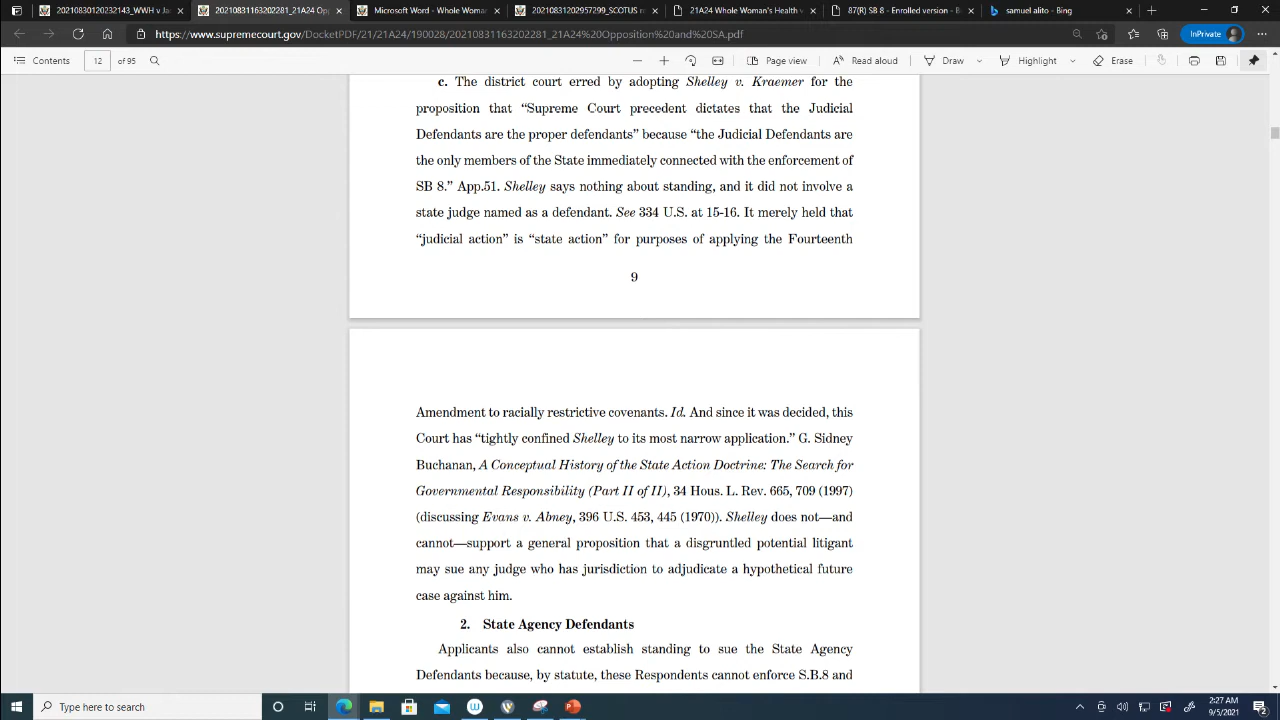 20210830120232143_WWH v Ja
20210831163202281_21A24 Op
Microsoft Word - Whole Woma
20210831202957299_SCOTUS m
21A24 Whole Woman's Health v
87(R) SB 8 - Enrolled version - B
samuel alito - Bing
https://www.supremecourt.gov/DocketPDF/21/21A24/190028/20210831163202281_21A24%20Opposition%20and%20SA.pdf
InPrivate
Contents
12 of 95
Page view
Read aloud
Draw
Highlight
Erase
c. The district court erred by adopting Shelley v. Kraemer for the
proposition that “Supreme Court precedent dictates that the Judicial
Defendants are the proper defendants” because “the Judicial Defendants are
the only members of the State immediately connected with the enforcement of
SB 8.” App.51. Shelley says nothing about standing, and it did not involve a
state judge named as a defendant. See 334 U.S. at 15-16. It merely held that
“judicial action” is “state action” for purposes of applying the Fourteenth
9
Amendment to racially restrictive covenants. Id. And since it was decided, this
Court has “tightly confined Shelley to its most narrow application.” G. Sidney
Buchanan, A Conceptual History of the State Action Doctrine: The Search for
Governmental Responsibility (Part II of II), 34 Hous. L. Rev. 665, 709 (1997)
(discussing Evans v. Abney, 396 U.S. 453, 445 (1970)). Shelley does not—and
cannot—support a general proposition that a disgruntled potential litigant
may sue any judge who has jurisdiction to adjudicate a hypothetical future
case against him.
2. State Agency Defendants
Applicants also cannot establish standing to sue the State Agency
Defendants because, by statute, these Respondents cannot enforce S.B.8 and
Type here to search
2:27 AM
9/5/2021